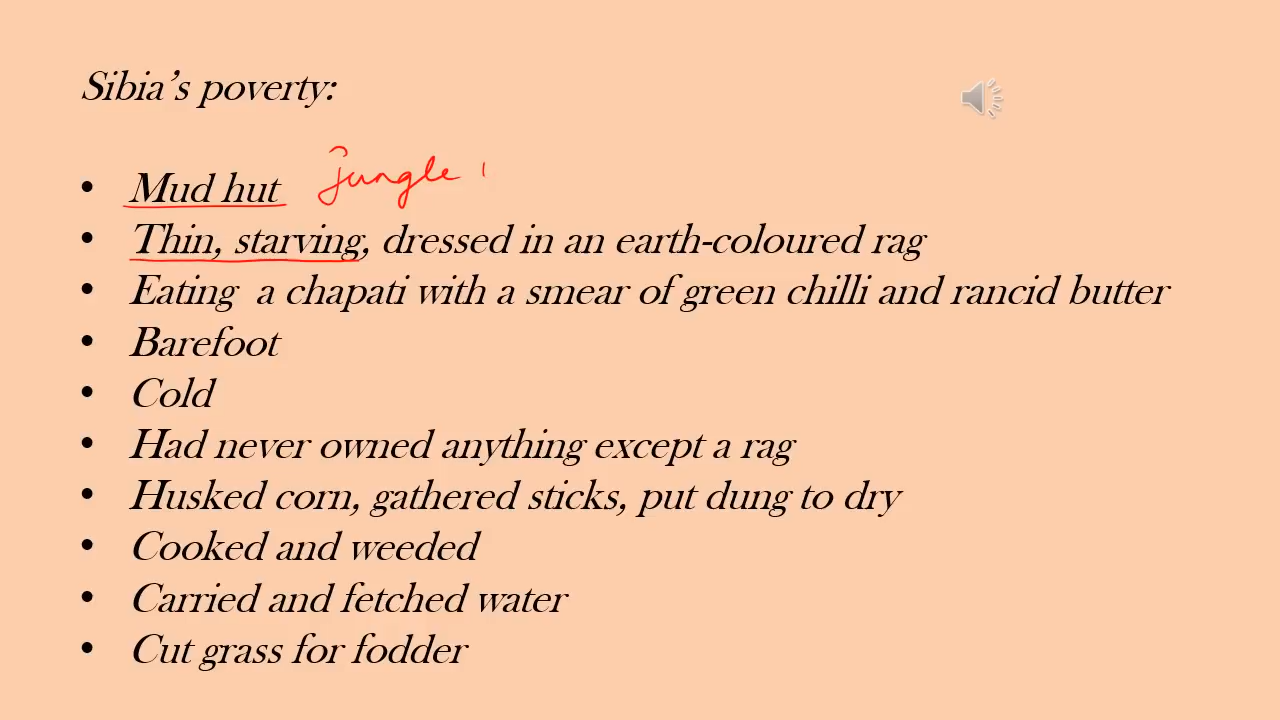 Sibia's poverty:
• Mud hut jungle
• Thin, starving, dressed in an earth-coloured rag
• Eating a chapati with a smear of green chilli and rancid butter
• Barefoot
• Cold
• Had never owned anything except a rag
• Husked corn, gathered sticks, put dung to dry
• Cooked and weeded
• Carried and fetched water
• Cut grass for fodder